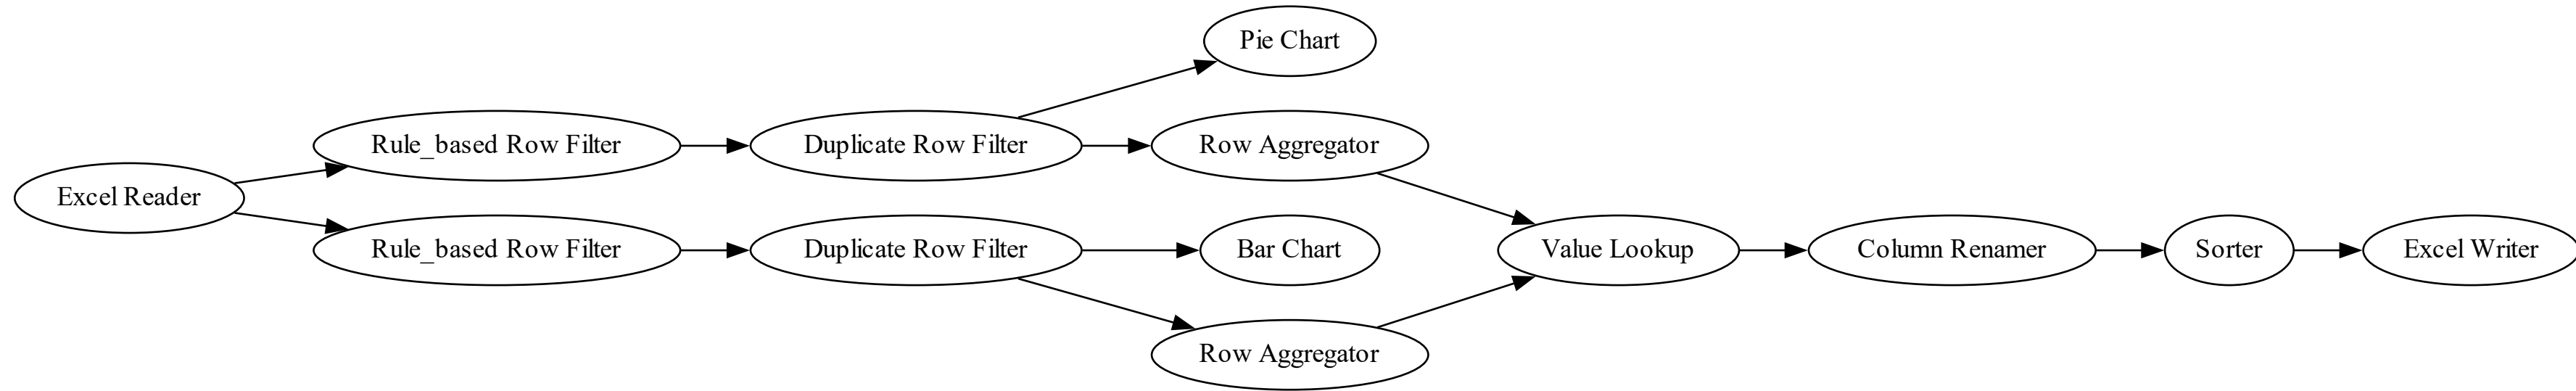 Pie Chart
Rule_based Row Filter
Duplicate Row Filter
Row Aggregator
Excel Reader
Rule_based Row Filter
Duplicate Row Filter
Bar Chart
Value Lookup
Column Renamer
Sorter
Excel Writer
Row Aggregator